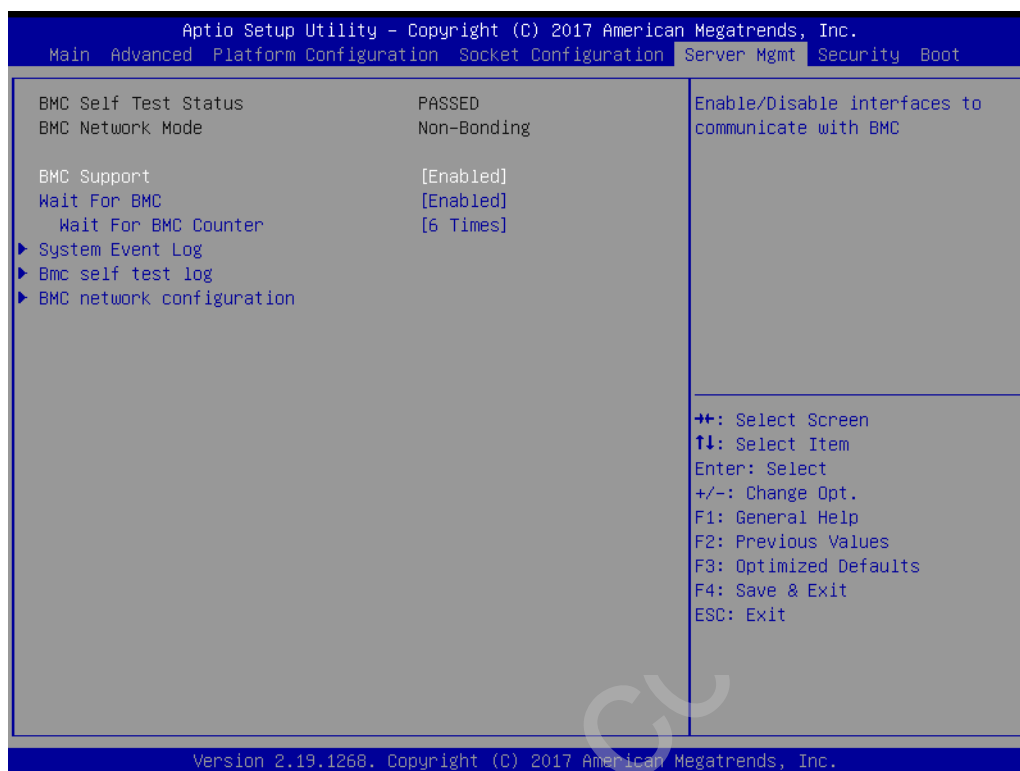 Aptio Setup Utility – Copyright (C) 2017 American Megatrends, Inc.
Main Advanced Platform Configuration Socket Configuration Server Mgmt Security Boot
BMC Self Test Status PASSED
BMC Network Mode Non-Bonding
BMC Support [Enabled]
Wait For BMC [Enabled]
Wait For BMC Counter [6 Times]
System Event Log
Bmc self test log
BMC network configuration
Enable/Disable interfaces to
communicate with BMC
→←: Select Screen
↑↓: Select Item
Enter: Select
+/-: Change Opt.
F1: General Help
F2: Previous Values
F3: Optimized Defaults
F4: Save & Exit
ESC: Exit
Version 2.19.1268. Copyright (C) 2017 American Megatrends, Inc.